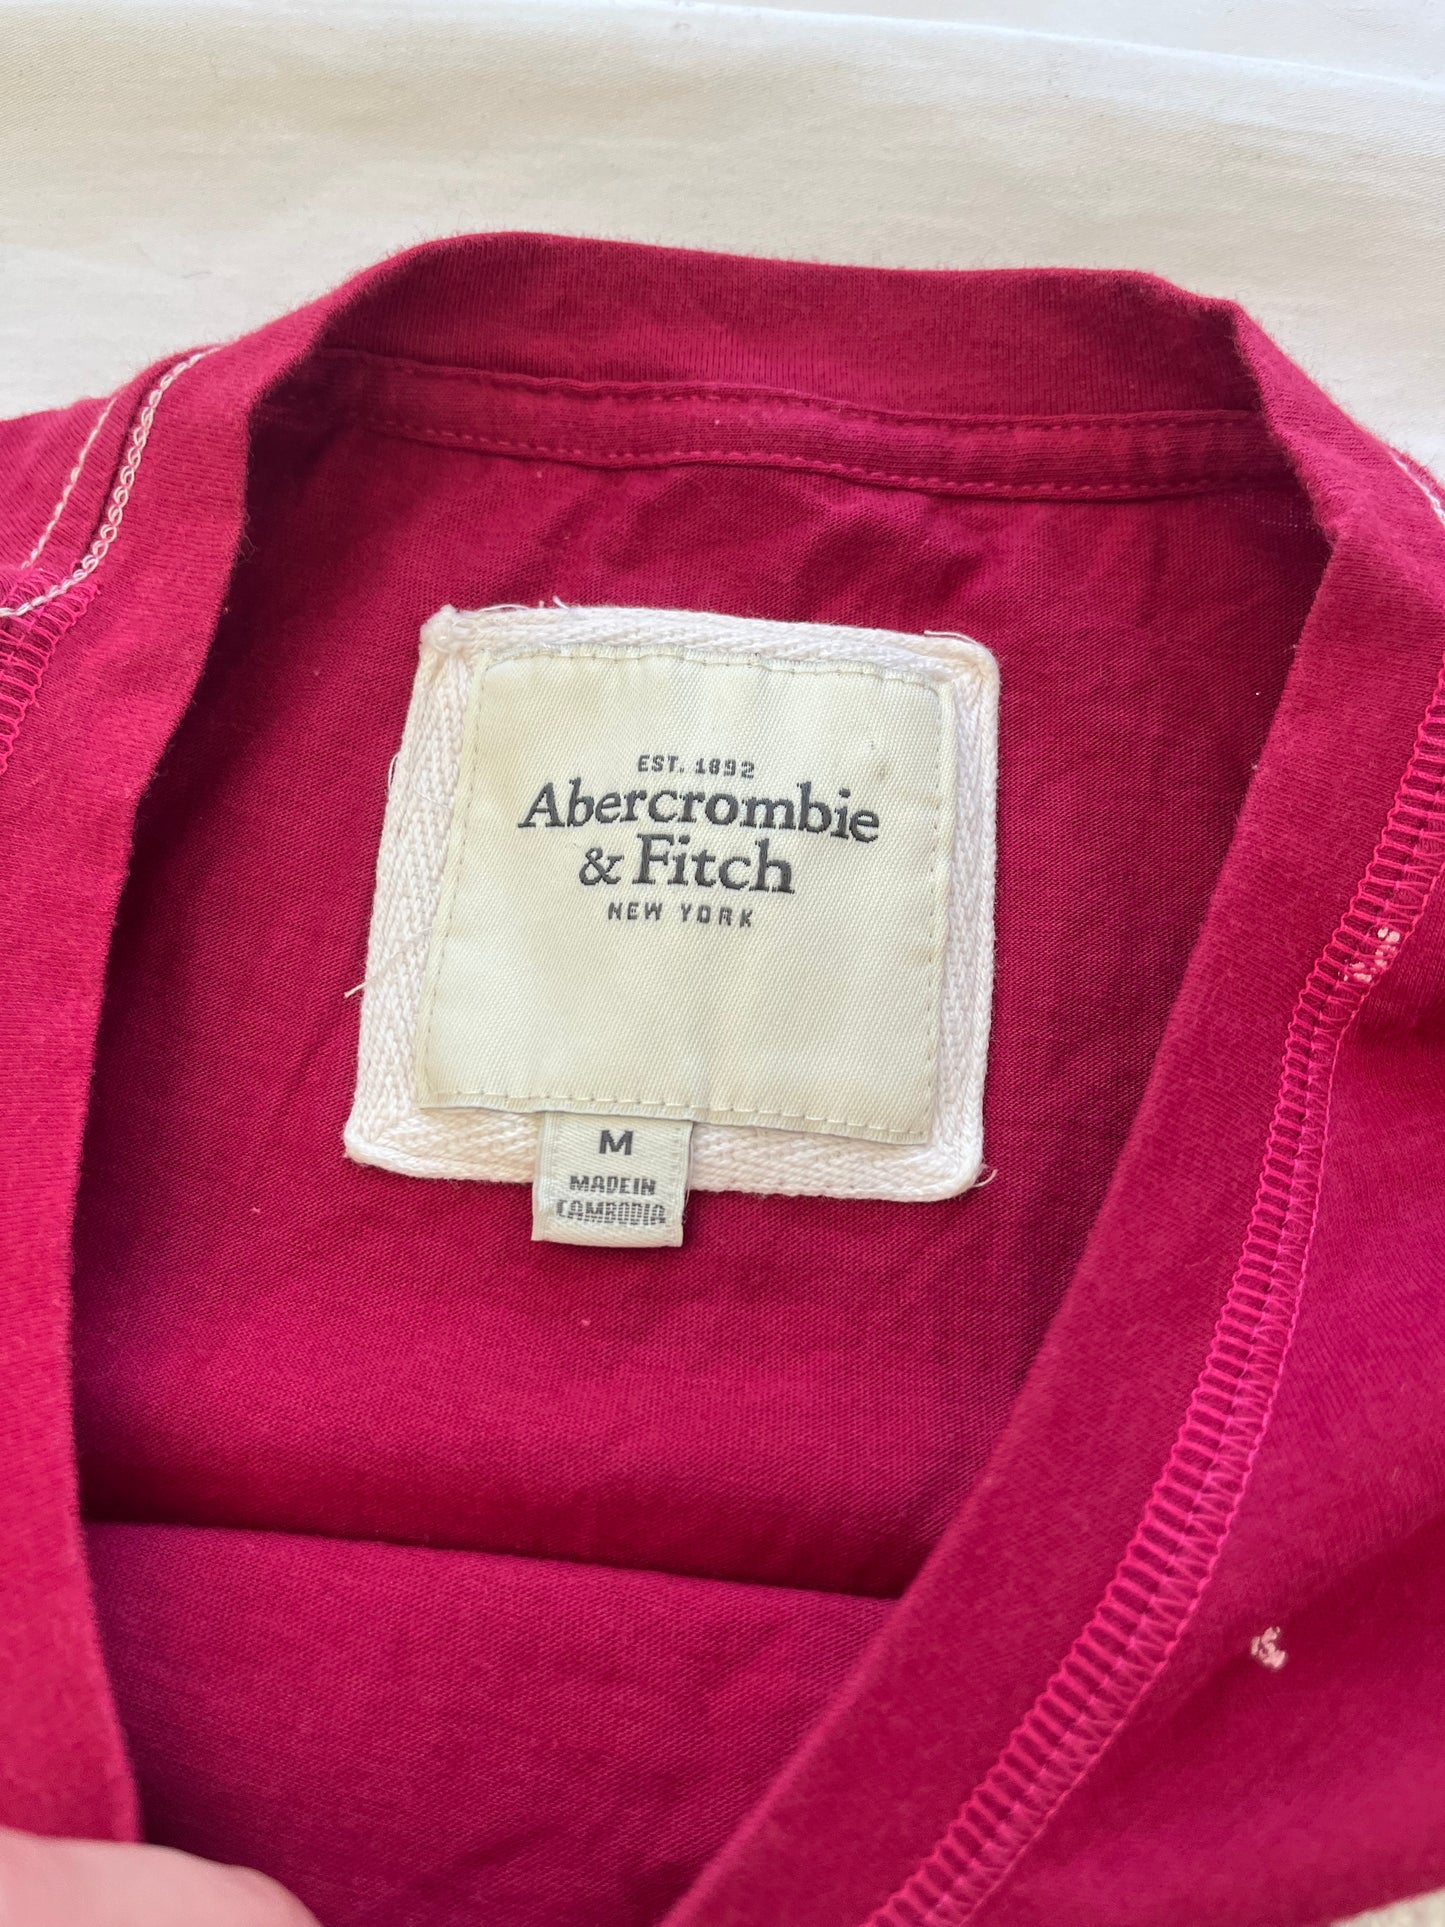 EST. 1892
Abercrombie
& Fitch
NEW YORK
M
MADE IN
CAMBODIA